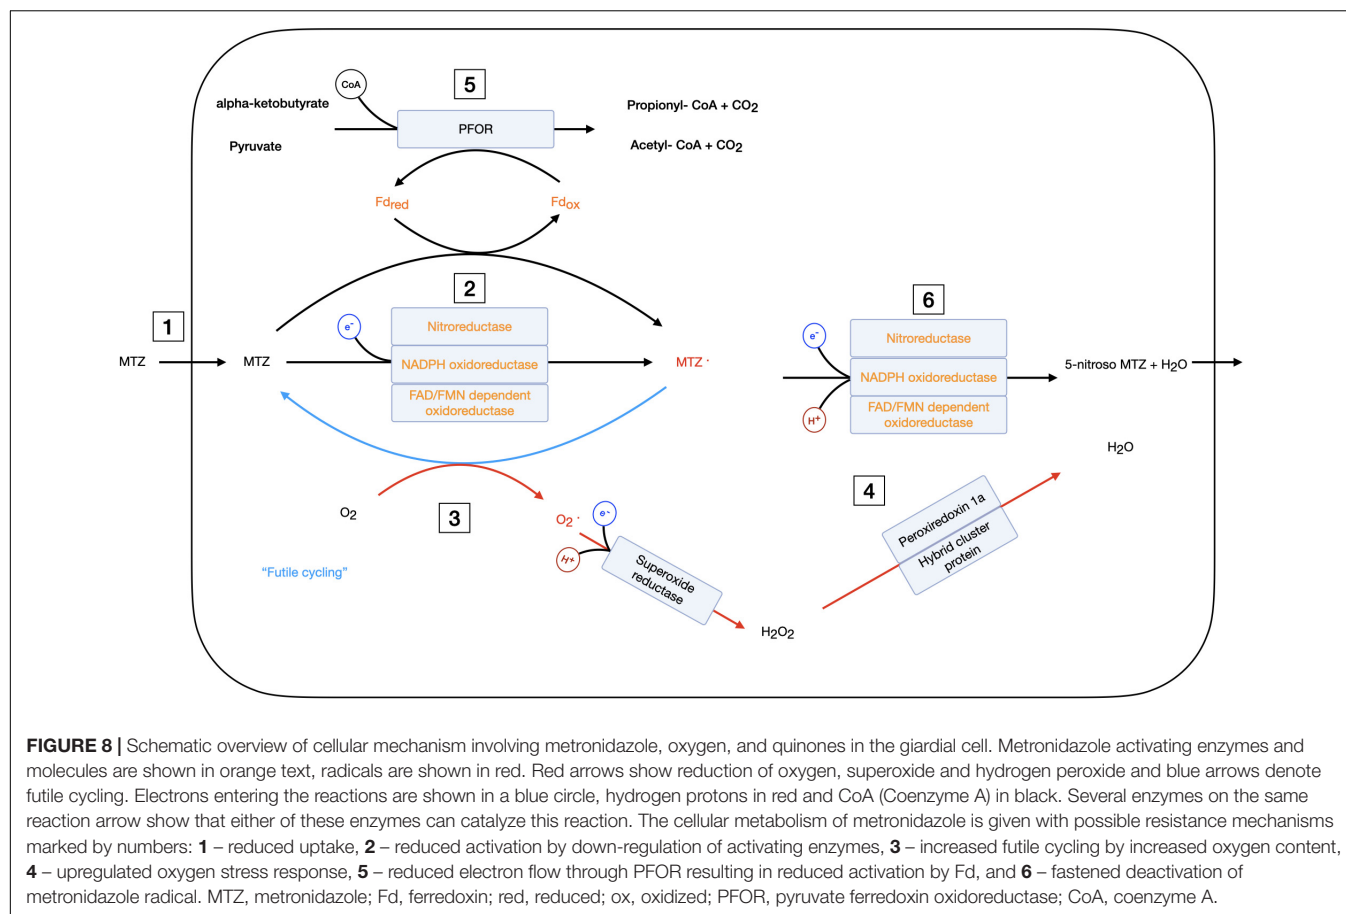 CoA
5
alpha-ketobutyrate
Propionyl- CoA + CO2
PFOR
Pyruvate
Acetyl- CoA + CO2
Fdred
Fdox
2
6
1
e-
Nitroreductase
e-
Nitroreductase
MTZ
MTZ
NADPH oxidoreductase
MTZ ·
NADPH oxidoreductase
5-nitroso MTZ + H2O
FAD/FMN dependent
oxidoreductase
H+
FAD/FMN dependent
oxidoreductase
H2O
4
O2
3
O2 ·
e-
Peroxiredoxin 1a
Hybrid cluster
protein
H+
"Futile cycling"
Superoxide
reductase
H2O2
FIGURE 8 | Schematic overview of cellular mechanism involving metronidazole, oxygen, and quinones in the giardial cell. Metronidazole activating enzymes and
molecules are shown in orange text, radicals are shown in red. Red arrows show reduction of oxygen, superoxide and hydrogen peroxide and blue arrows denote
futile cycling. Electrons entering the reactions are shown in a blue circle, hydrogen protons in red and CoA (Coenzyme A) in black. Several enzymes on the same
reaction arrow show that either of these enzymes can catalyze this reaction. The cellular metabolism of metronidazole is given with possible resistance mechanisms
marked by numbers: 1 – reduced uptake, 2 – reduced activation by down-regulation of activating enzymes, 3 – increased futile cycling by increased oxygen content,
4 – upregulated oxygen stress response, 5 – reduced electron flow through PFOR resulting in reduced activation by Fd, and 6 – fastened deactivation of
metronidazole radical. MTZ, metronidazole; Fd, ferredoxin; red, reduced; ox, oxidized; PFOR, pyruvate ferredoxin oxidoreductase; CoA, coenzyme A.